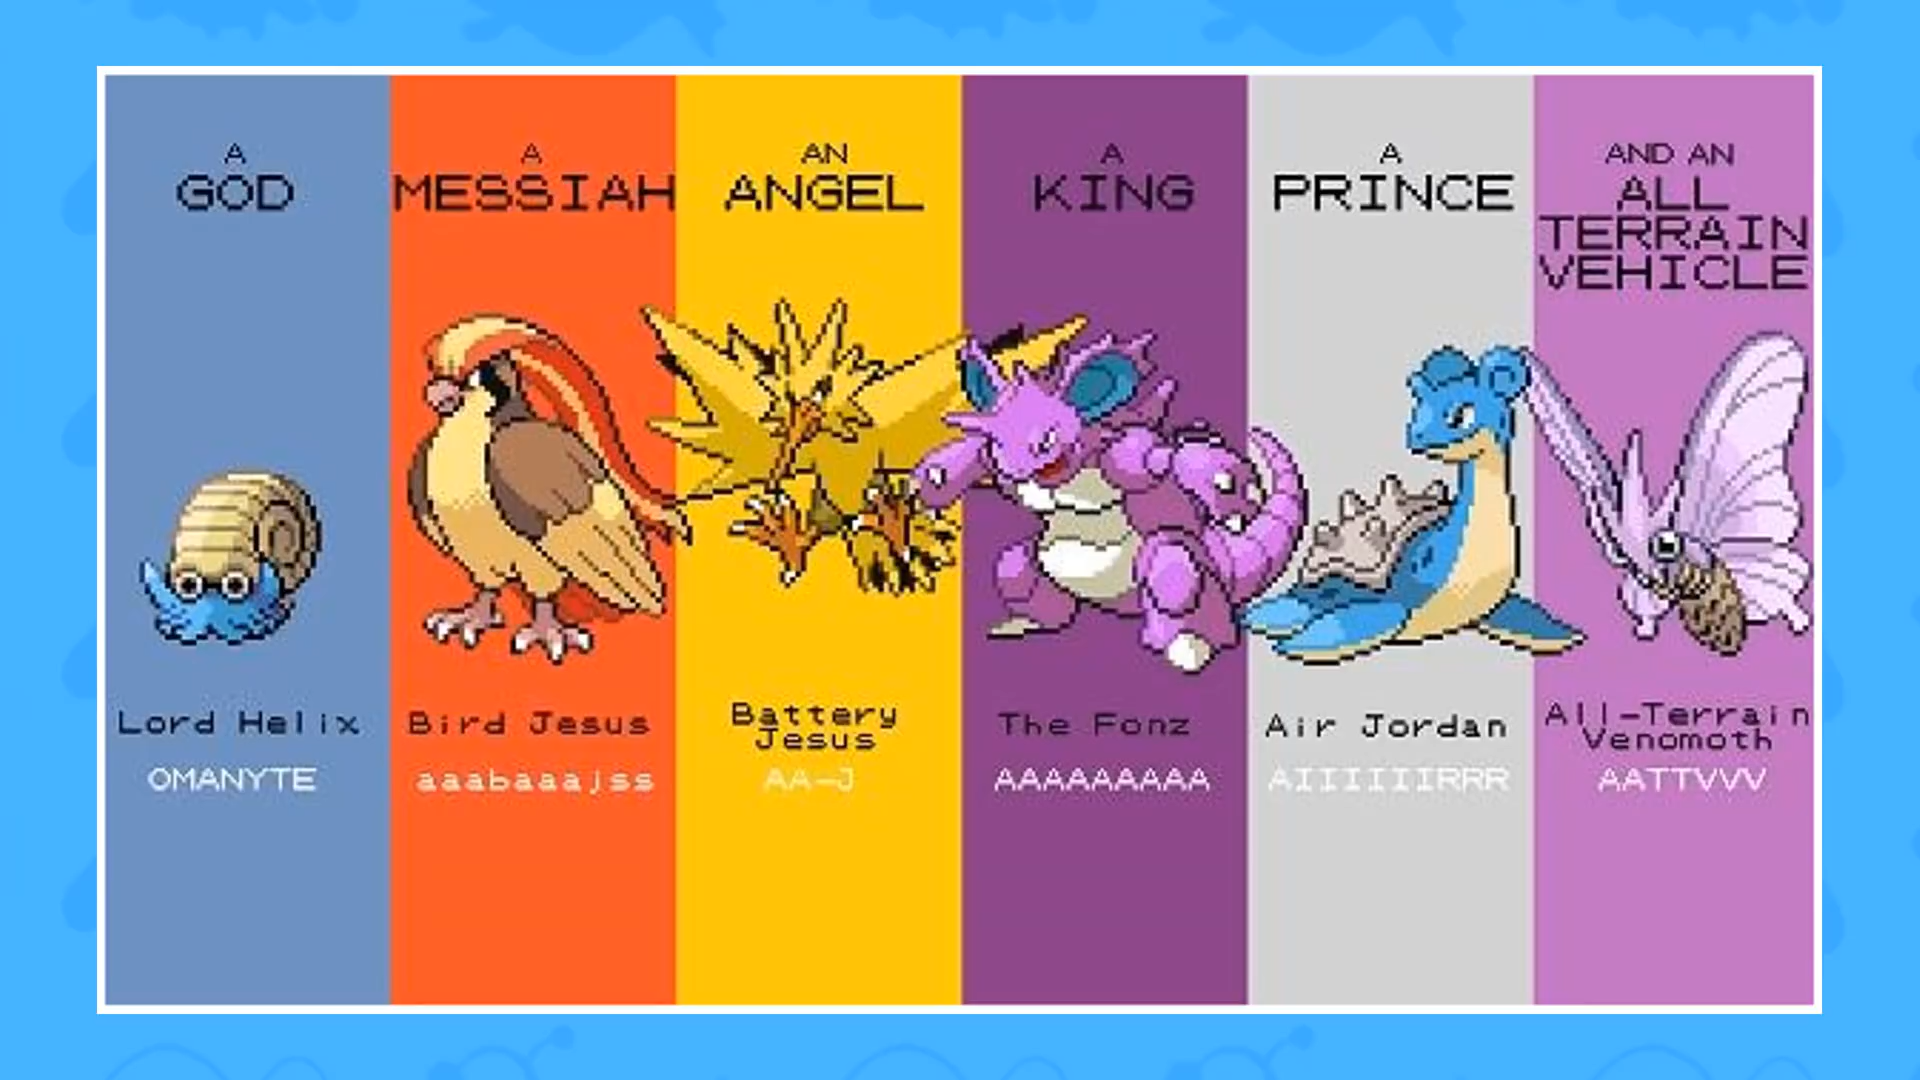 A
GOD
Lord Helix
OMANYTE
A
MESSIAH
Bird Jesus
aaabaaajss
AN
ANGEL
Battery
Jesus
AA-J
A
KING
The Fonz
AAAAAAAAA
A
PRINCE
Air Jordan
AIIIIIIRRR
AND AN
ALL
TERRAIN
VEHICLE
All-Terrain
Venomoth
AATTVVV